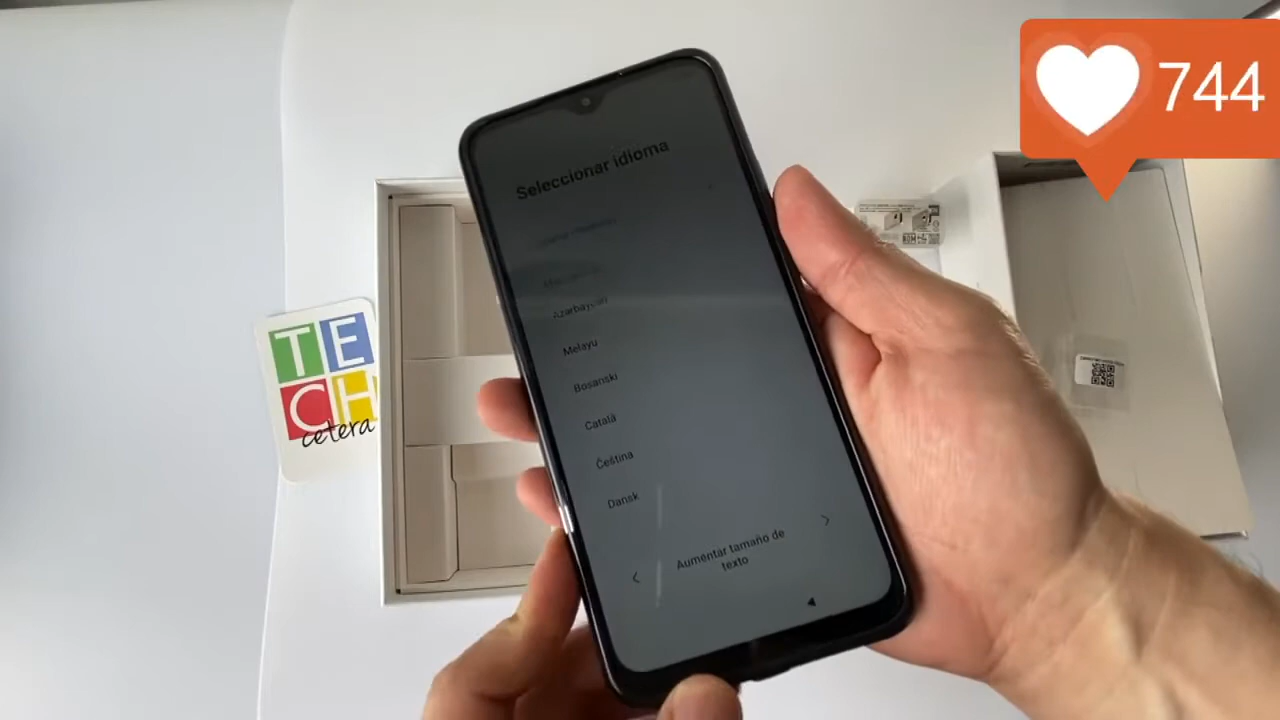 744
Seleccionar idioma
Azərbaycan
Melayu
Bosanski
Català
Čeština
Dansk
Aumentar tamaño de
texto
TE
CH
cetera